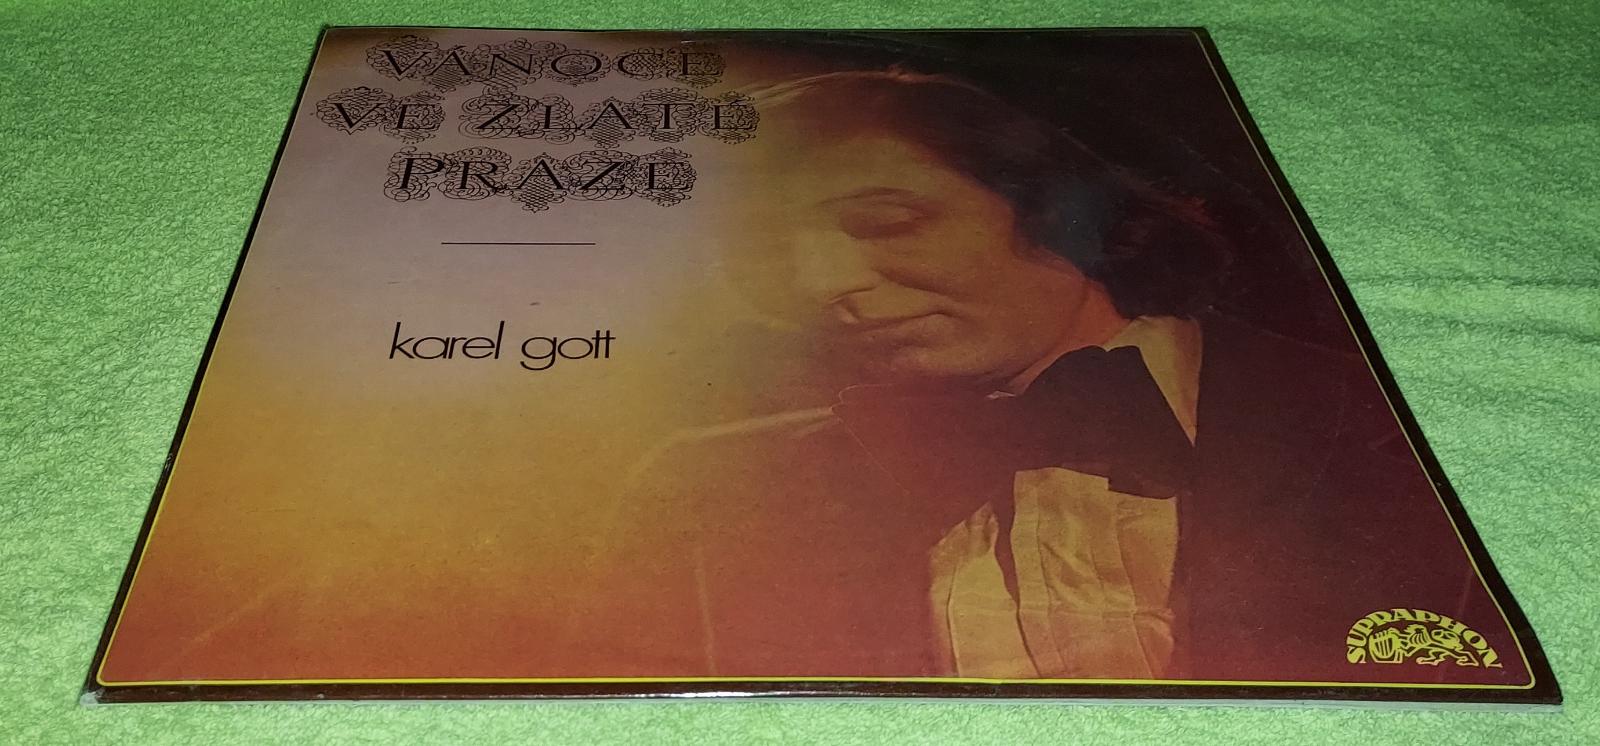 VÁNOCE
VE ZLATÉ
PRAZE
karel gott
SUPRAPHON